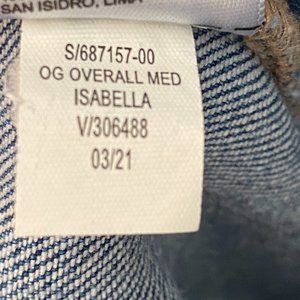 SAN ISIDRO, LIMA
S/687157-00
OG OVERALL MED
ISABELLA
V/306488
03/21